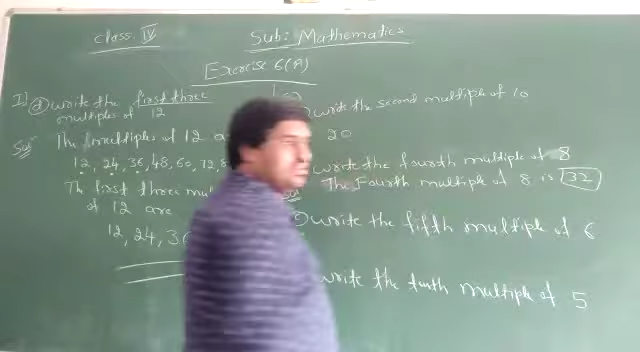 class. IV
Sub: Mathematics
Exercise 6(A)
I) d) write the first three
multiples of 12
Sol
The multiples of 12
12, 24, 36, 48, 60, 72, 8
The first three mul
of 12 are
12, 24, 36
write the second multiple of 10
20
write the fourth multiple of 8
The Fourth multiple of 8 is 32
write the fifth multiple of 6
write the tenth multiple of 5